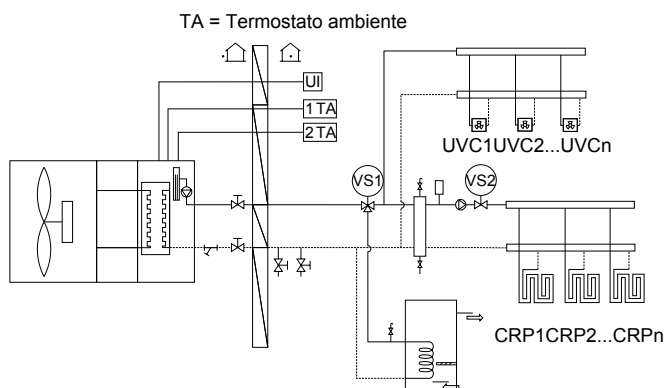 TA = Termostato ambiente
UI
1 TA
2 TA
UVC1UVC2...UVCn
VS1
VS2
CRP1CRP2...CRPn